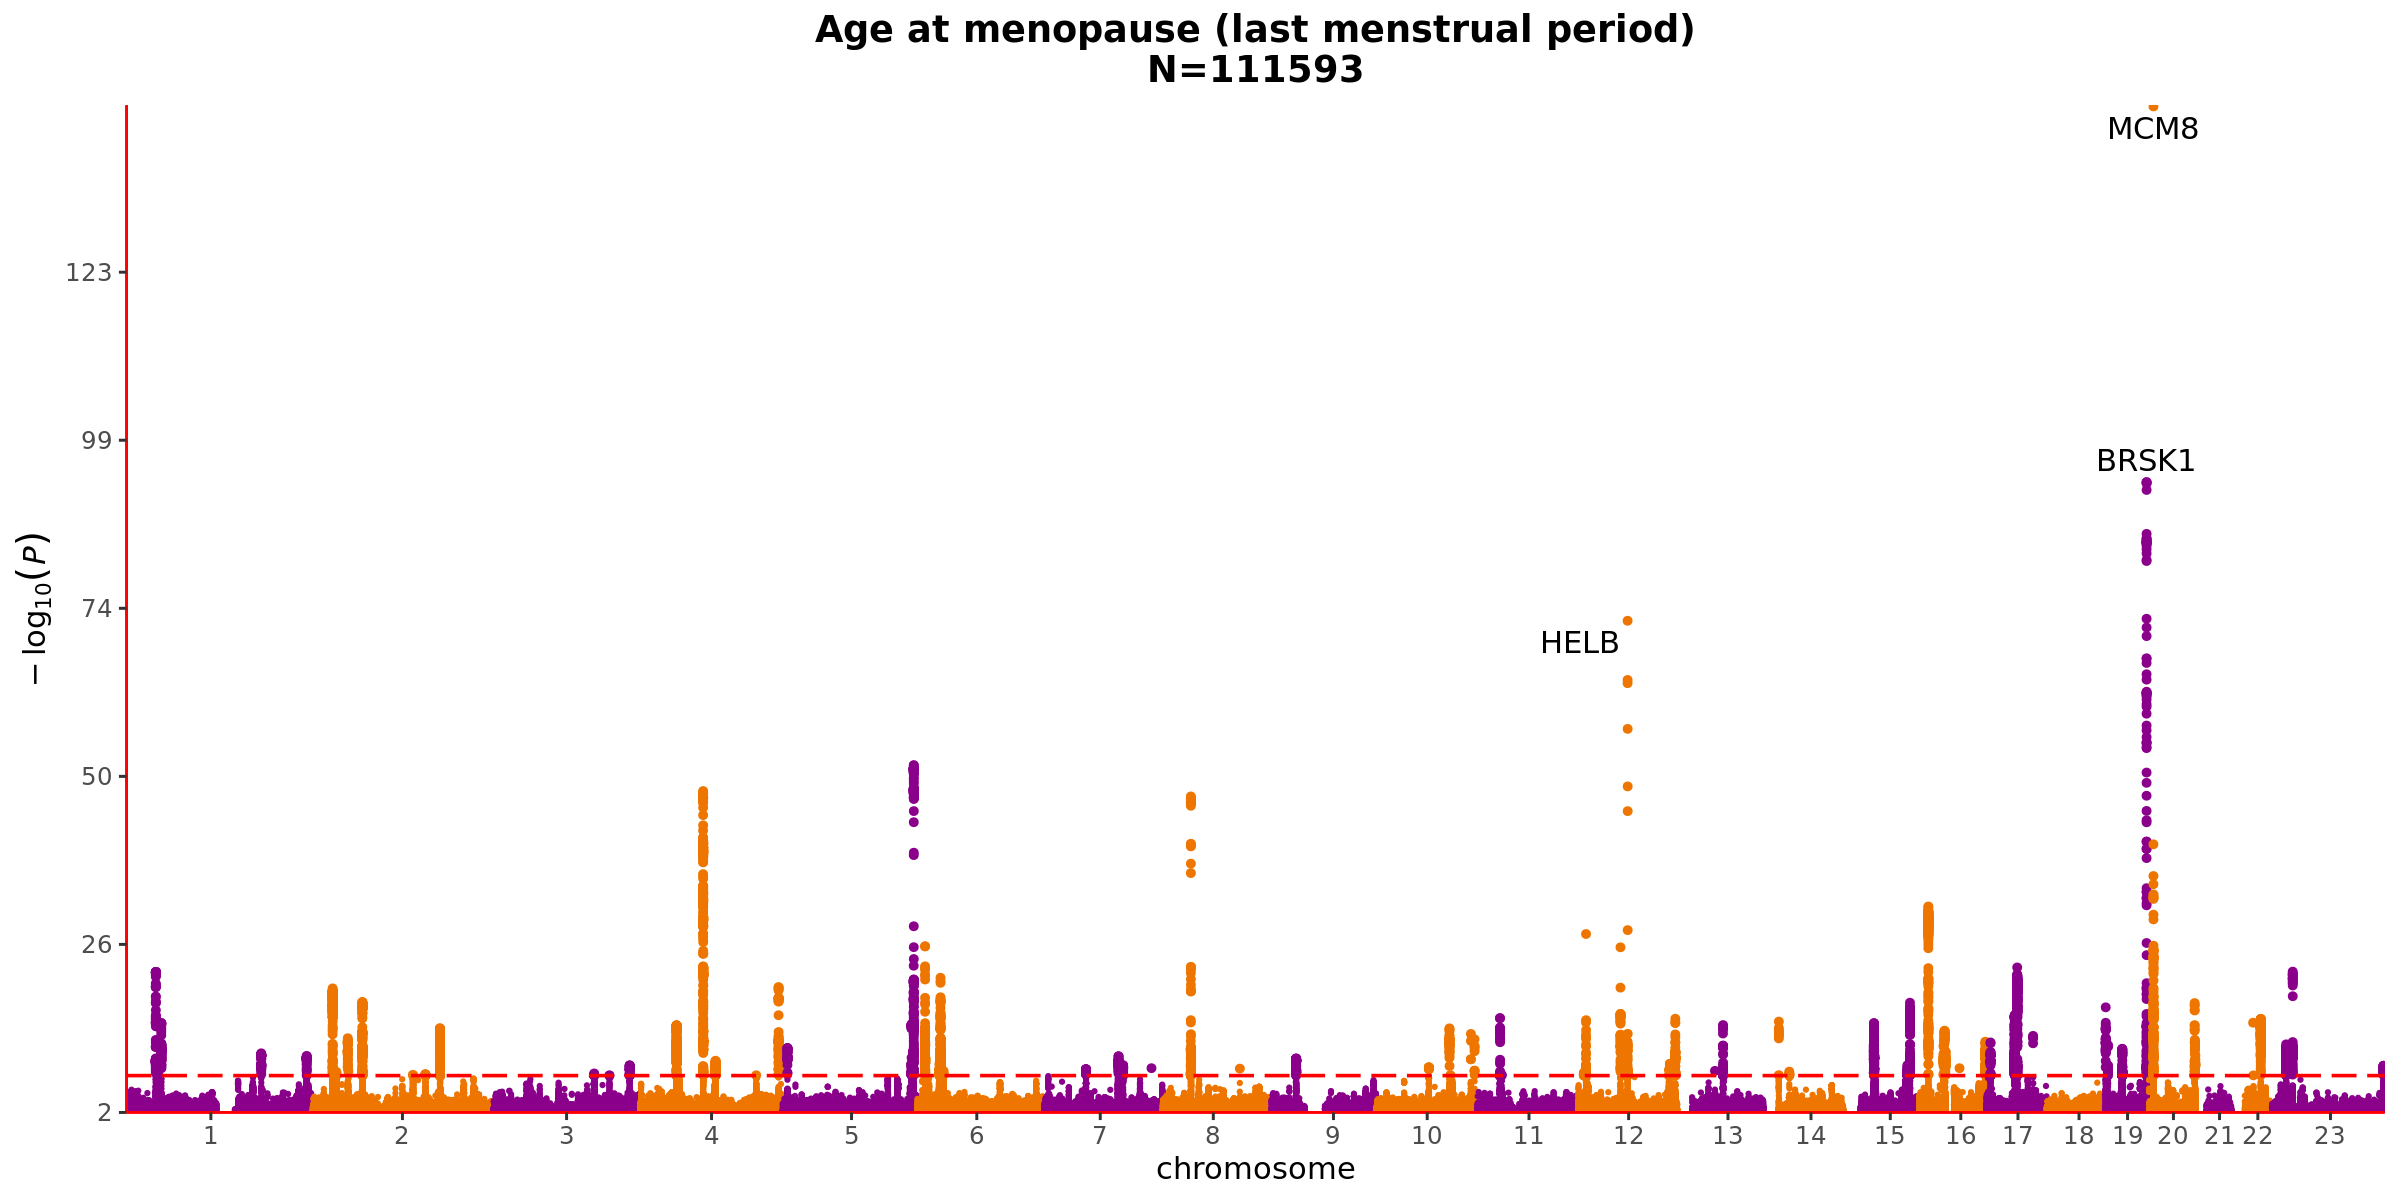 Age at menopause (last menstrual period)
N=111593
MCM8
123
99
BRSK1
74
HELB
50
26
2
−log₁₀(P)
1 2 3 4 5 6 7 8 9 10 11 12 13 14 15 16 17 18 19 20 21 22 23
chromosome